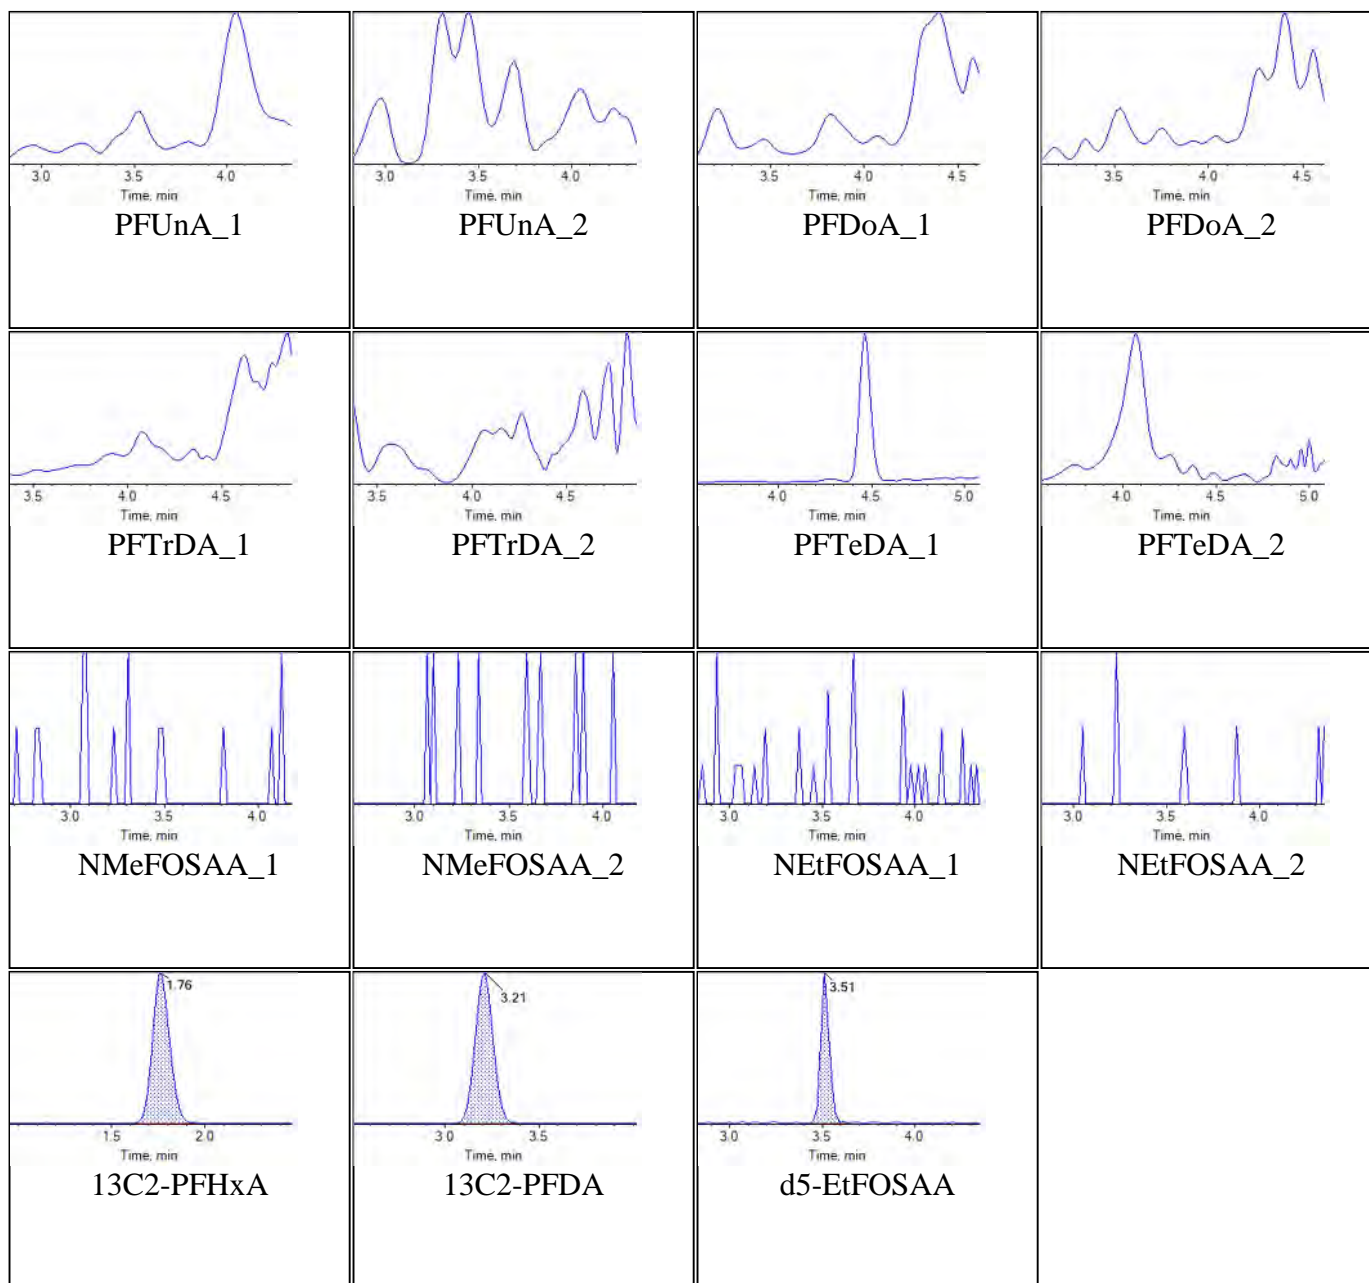 3.0 4.0
Time, min
PFUnA_1
3.0 3.5 4.0
Time, min
PFUnA_2
3.5 4.0 4.5
Time, min
PFDoA_1
3.5 4.0 4.5
Time, min
PFDoA_2
3.5 4.0 4.5
Time, min
PFTrDA_1
3.5 4.0 4.5
Time, min
PFTrDA_2
4.0 4.5 5.0
Time, min
PFTeDA_1
4.0 4.5 5.0
Time, min
PFTeDA_2
3.0 3.5 4.0
Time, min
NMeFOSAA_1
3.0 3.5 4.0
Time, min
NMeFOSAA_2
3.0 3.5 4.0
Time, min
NEtFOSAA_1
3.0 3.5 4.0
Time, min
NEtFOSAA_2
1.76
1.5 2.0
Time, min
13C2-PFHxA
3.21
3.0 3.5
Time, min
13C2-PFDA
3.51
3.0 3.5 4.0
Time, min
d5-EtFOSAA